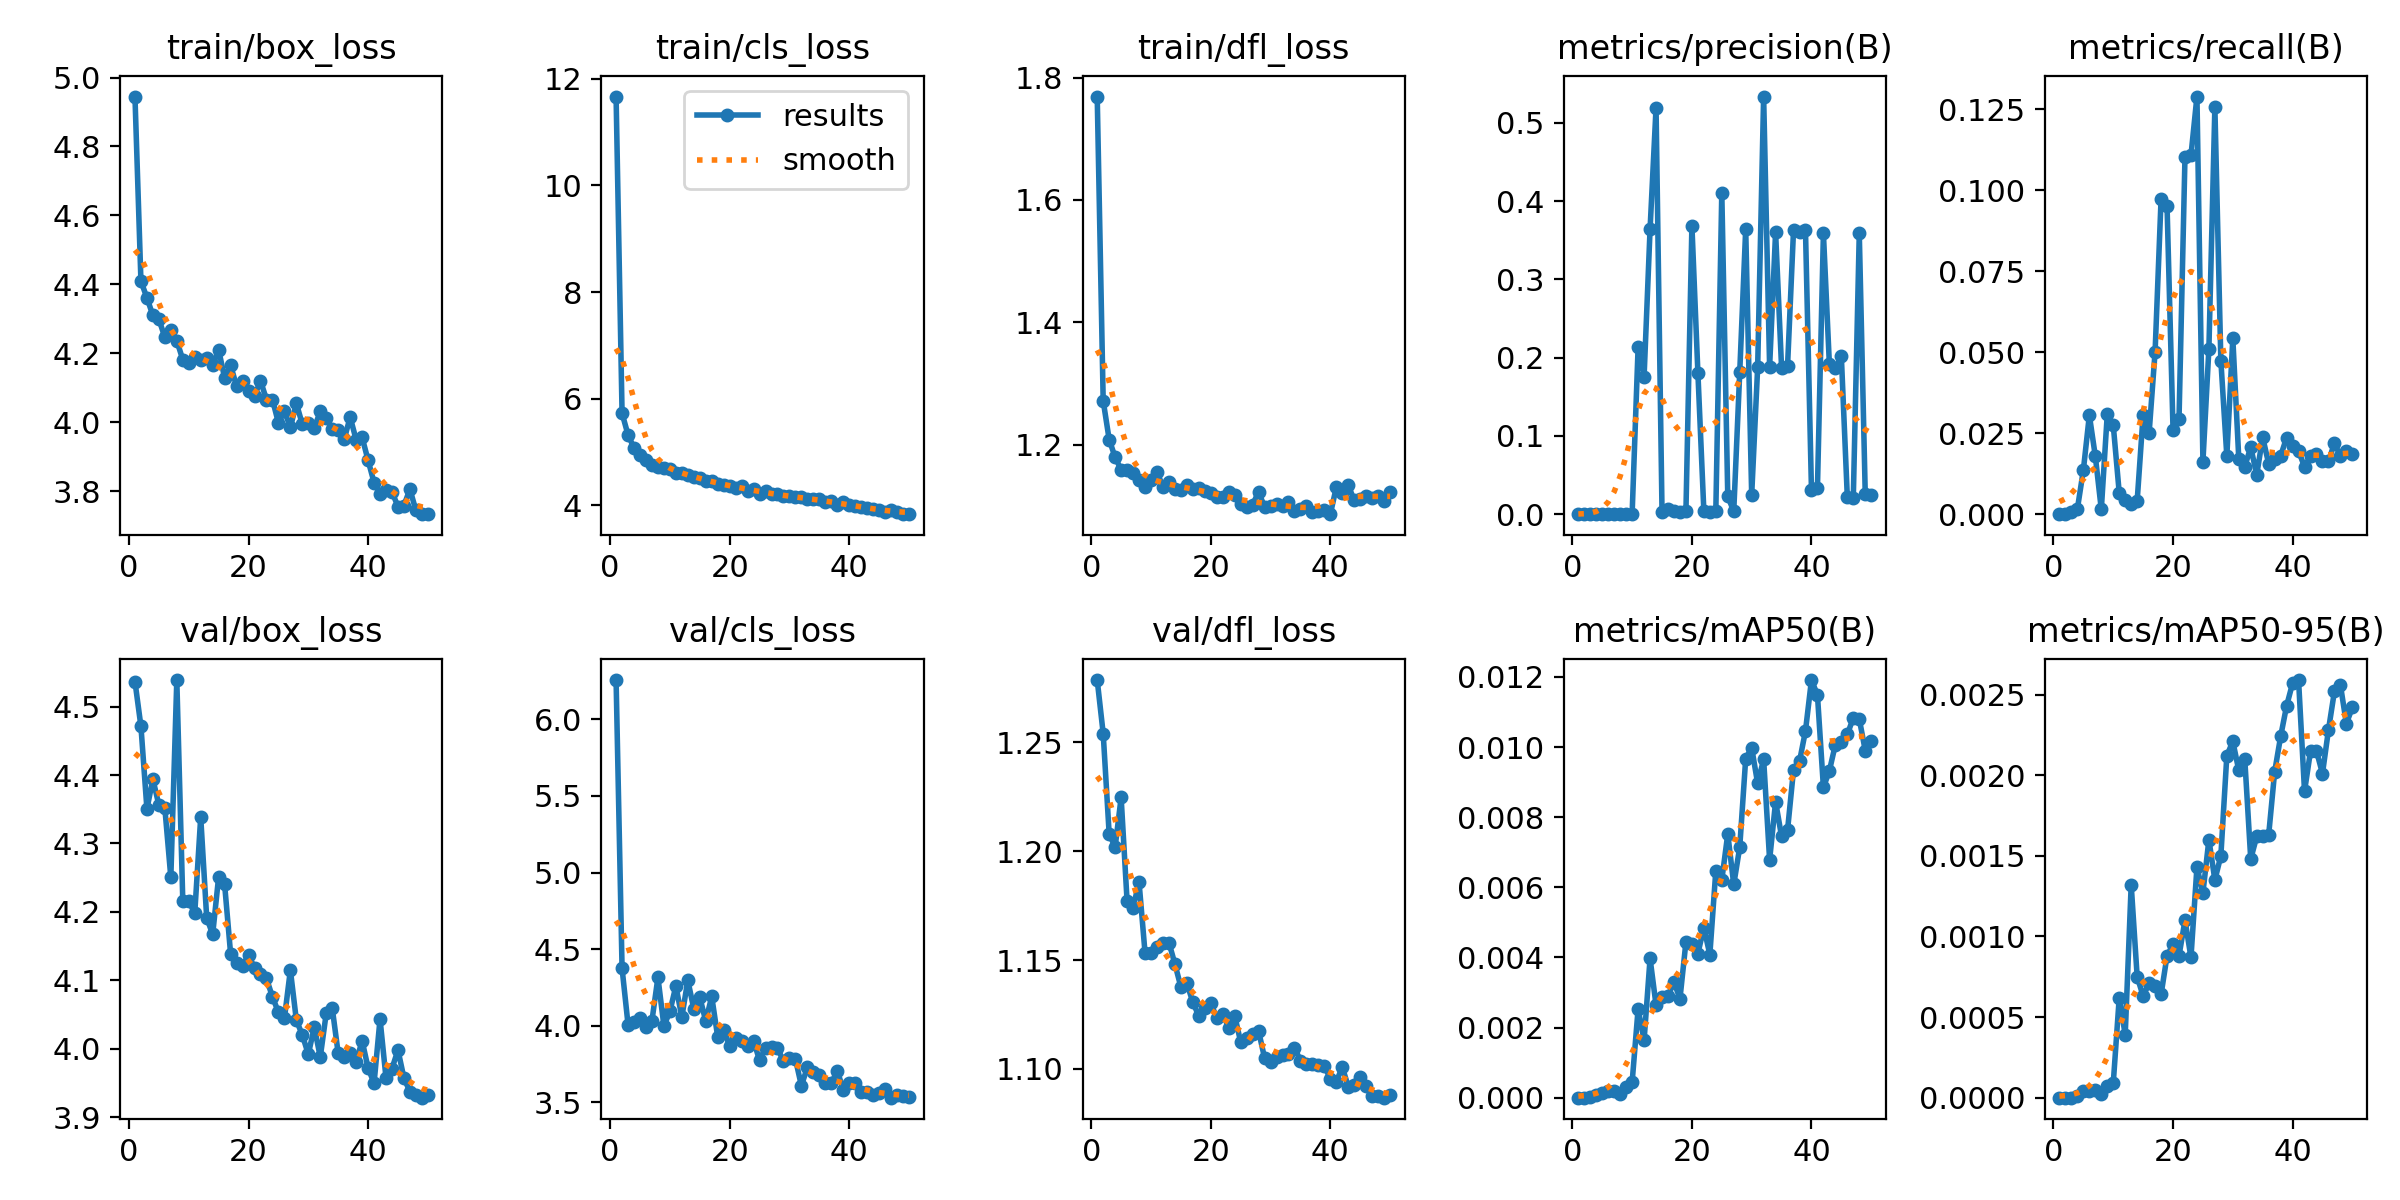 train/box_loss
5.0
4.8
4.6
4.4
4.2
4.0
3.8
0 20 40
train/cls_loss
results
smooth
12
10
8
6
4
0 20 40
train/dfl_loss
1.8
1.6
1.4
1.2
0 20 40
metrics/precision(B)
0.5
0.4
0.3
0.2
0.1
0.0
0 20 40
metrics/recall(B)
0.125
0.100
0.075
0.050
0.025
0.000
0 20 40
val/box_loss
4.5
4.4
4.3
4.2
4.1
4.0
3.9
0 20 40
val/cls_loss
6.0
5.5
5.0
4.5
4.0
3.5
0 20 40
val/dfl_loss
1.25
1.20
1.15
1.10
0 20 40
metrics/mAP50(B)
0.012
0.010
0.008
0.006
0.004
0.002
0.000
0 20 40
metrics/mAP50-95(B)
0.0025
0.0020
0.0015
0.0010
0.0005
0.0000
0 20 40